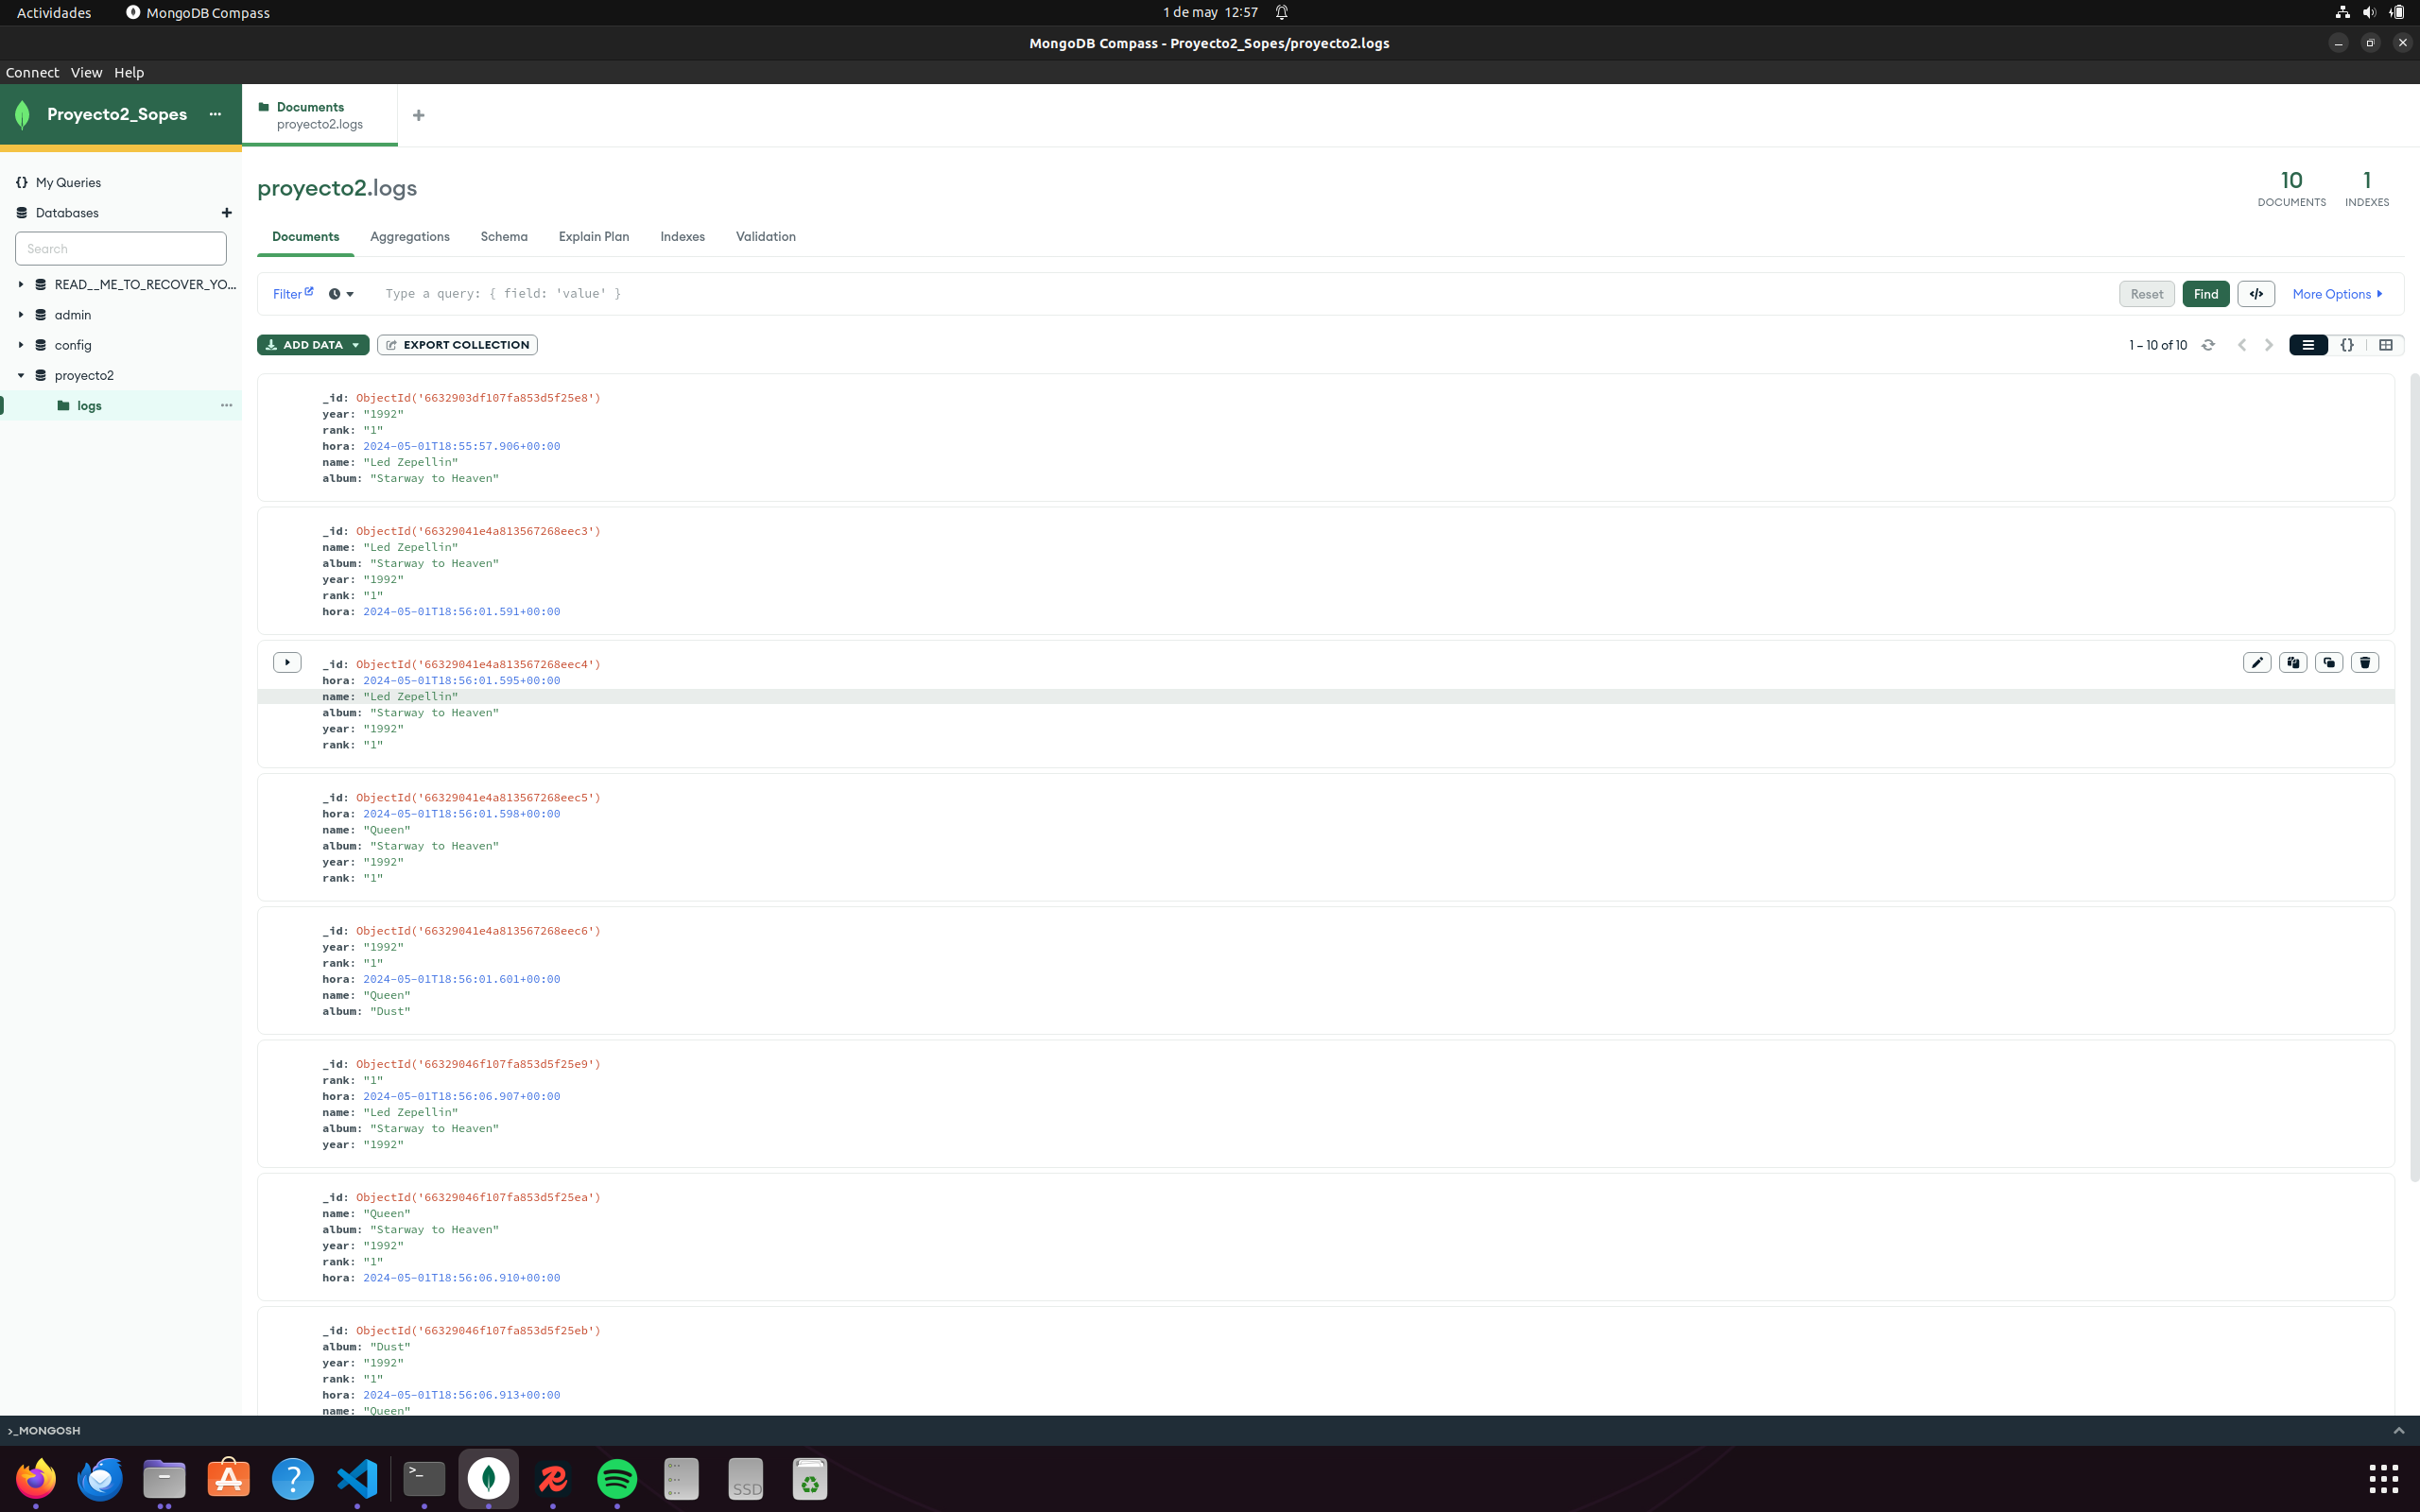 Actividades MongoDB Compass 1 de may 12:57
MongoDB Compass - Proyecto2_Sopes/proyecto2.logs
Connect View Help
Proyecto2_Sopes ...
Documents
proyecto2.logs
+
{} My Queries
Databases +
Search
READ__ME_TO_RECOVER_YO...
admin
config
proyecto2
logs ...
proyecto2.logs
10
DOCUMENTS
1
INDEXES
Documents Aggregations Schema Explain Plan Indexes Validation
Filter Type a query: { field: 'value' } Reset Find </> More Options
ADD DATA EXPORT COLLECTION 1 – 10 of 10 {}
_id: ObjectId('6632903df107fa853d5f25e8')
year: "1992"
rank: "1"
hora: 2024-05-01T18:55:57.906+00:00
name: "Led Zepellin"
album: "Starway to Heaven"
_id: ObjectId('66329041e4a813567268eec3')
name: "Led Zepellin"
album: "Starway to Heaven"
year: "1992"
rank: "1"
hora: 2024-05-01T18:56:01.591+00:00
_id: ObjectId('66329041e4a813567268eec4')
hora: 2024-05-01T18:56:01.595+00:00
name: "Led Zepellin"
album: "Starway to Heaven"
year: "1992"
rank: "1"
_id: ObjectId('66329041e4a813567268eec5')
hora: 2024-05-01T18:56:01.598+00:00
name: "Queen"
album: "Starway to Heaven"
year: "1992"
rank: "1"
_id: ObjectId('66329041e4a813567268eec6')
year: "1992"
rank: "1"
hora: 2024-05-01T18:56:01.601+00:00
name: "Queen"
album: "Dust"
_id: ObjectId('66329046f107fa853d5f25e9')
rank: "1"
hora: 2024-05-01T18:56:06.907+00:00
name: "Led Zepellin"
album: "Starway to Heaven"
year: "1992"
_id: ObjectId('66329046f107fa853d5f25ea')
name: "Queen"
album: "Starway to Heaven"
year: "1992"
rank: "1"
hora: 2024-05-01T18:56:06.910+00:00
_id: ObjectId('66329046f107fa853d5f25eb')
album: "Dust"
year: "1992"
rank: "1"
hora: 2024-05-01T18:56:06.913+00:00
name: "Queen"
>_MONGOSH
>_ SSD